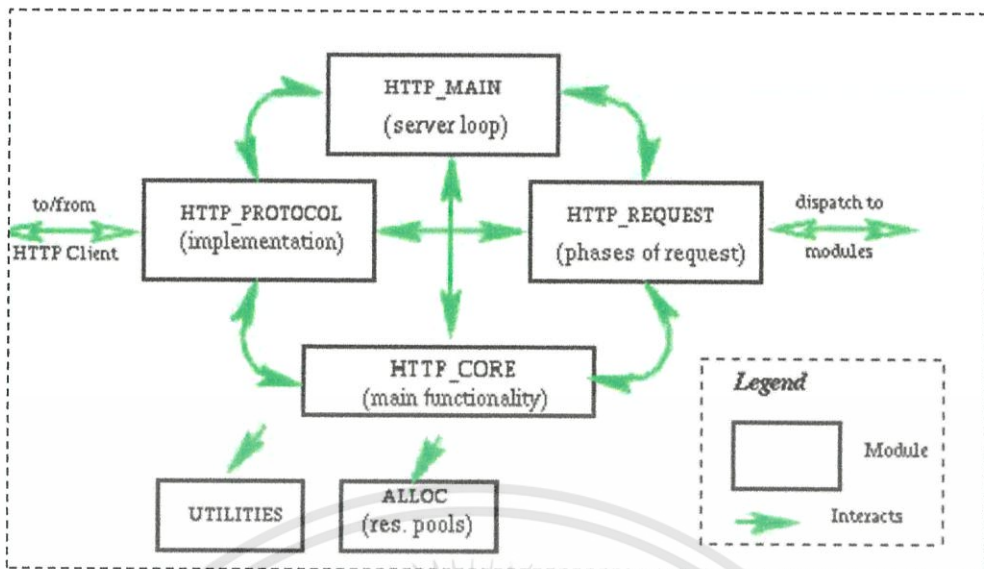 HTTP_MAIN
(server loop)
to/from
HTTP Client
HTTP_PROTOCOL
(implementation)
HTTP_REQUEST
(phases of request)
dispatch to
modules
HTTP_CORE
(main functionality)
UTILITIES
ALLOC
(res. pools)
Legend
Module
Interacts